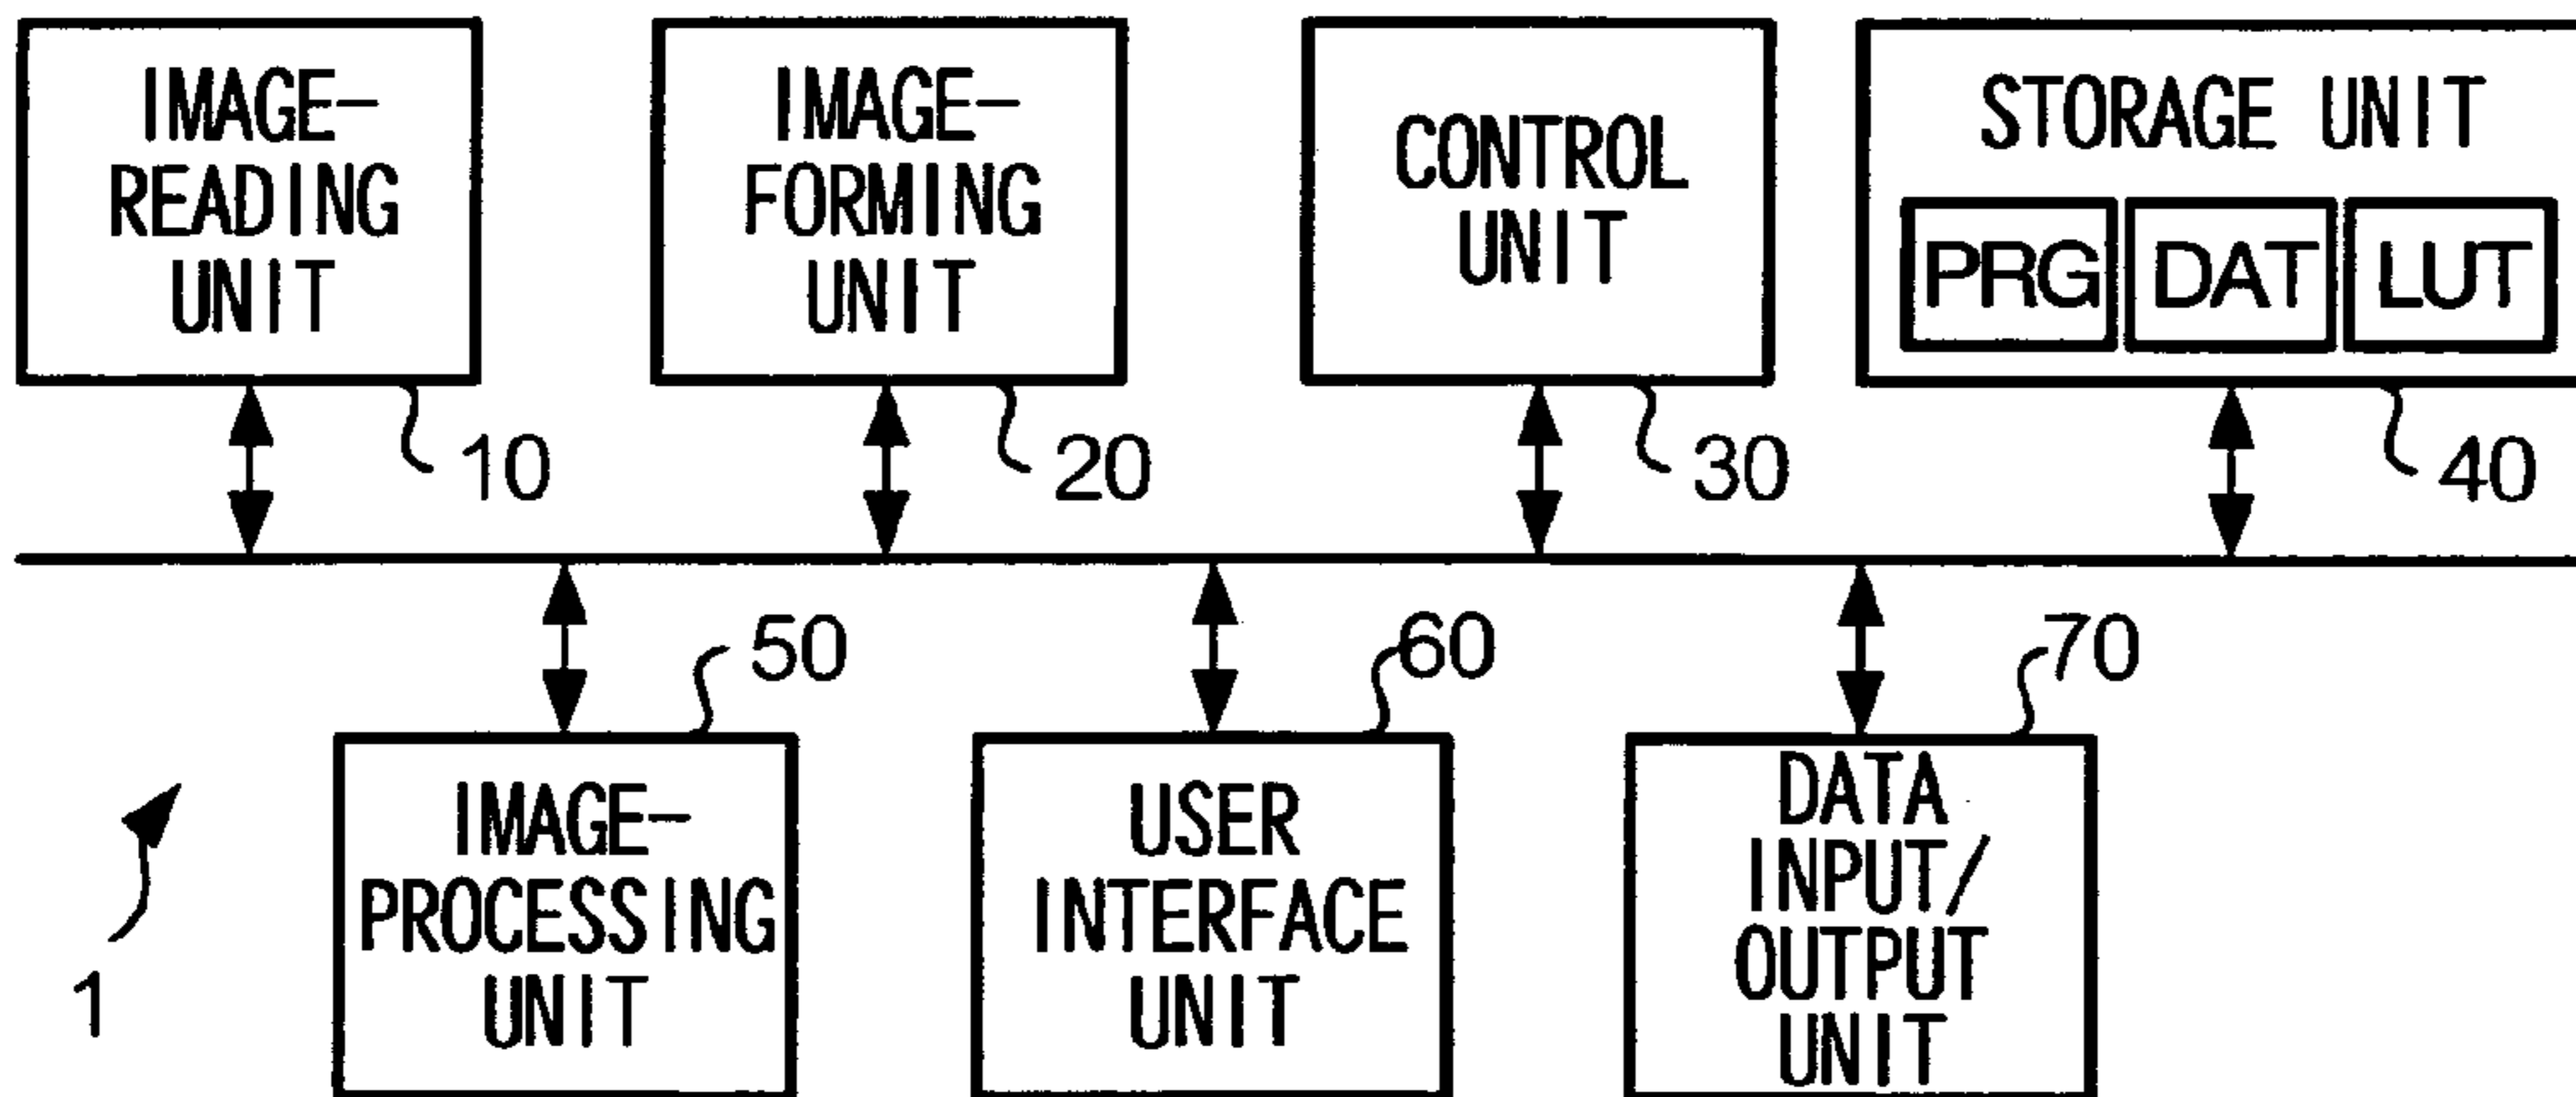 IMAGE-
READING
UNIT
IMAGE-
FORMING
UNIT
CONTROL
UNIT
STORAGE UNIT
PRG DAT LUT
10
20
30
40
50
60
70
IMAGE-
PROCESSING
UNIT
USER
INTERFACE
UNIT
DATA
INPUT/
OUTPUT
UNIT
1